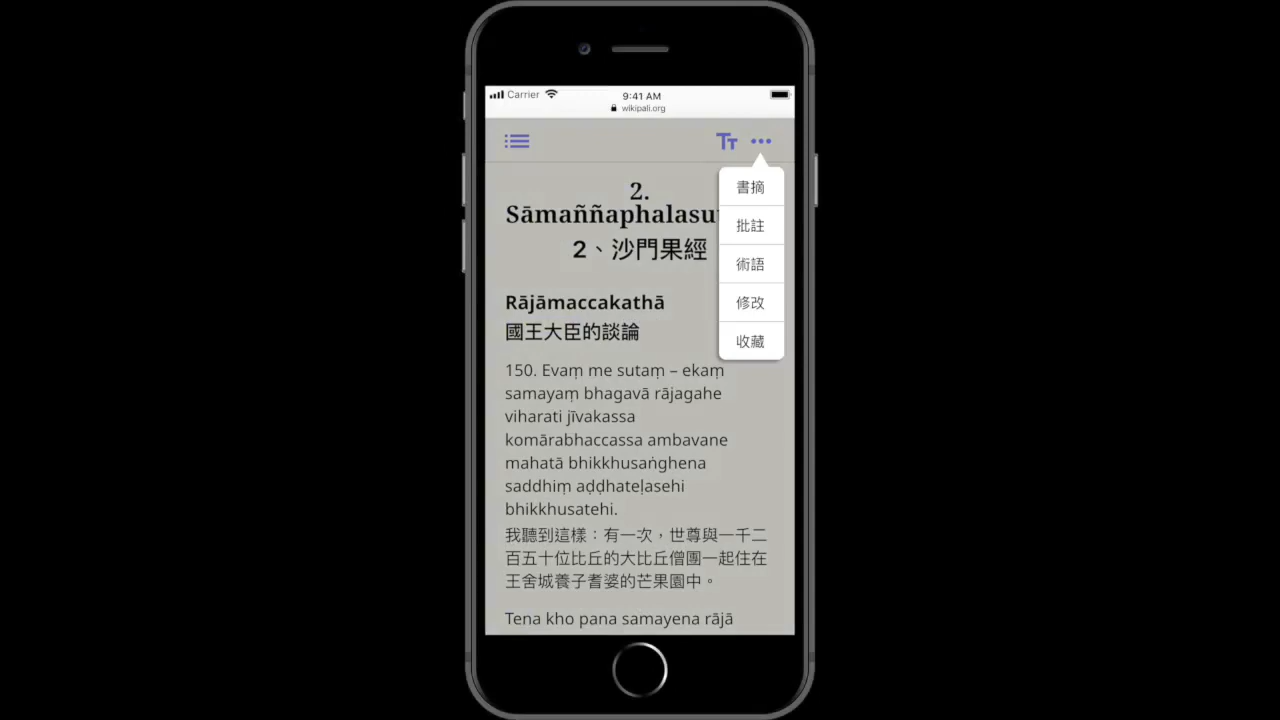 Carrier
9:41 AM
wikipali.org
Tт
書摘
批註
術語
修改
收藏
2.
Sāmaññaphalasu
2、沙門果經
Rājāmaccakathā
國王大臣的談論
150. Evaṃ me sutaṃ – ekaṃ
samayaṃ bhagavā rājagahe
viharati jīvakassa
komārabhaccassa ambavane
mahatā bhikkhusaṅghena
saddhiṃ aḍḍhateḷasehi
bhikkhusatehi.
我聽到這樣：有一次，世尊與一千二
百五十位比丘的大比丘僧團一起住在
王舍城養子耆婆的芒果園中。
Tena kho pana samayena rājā